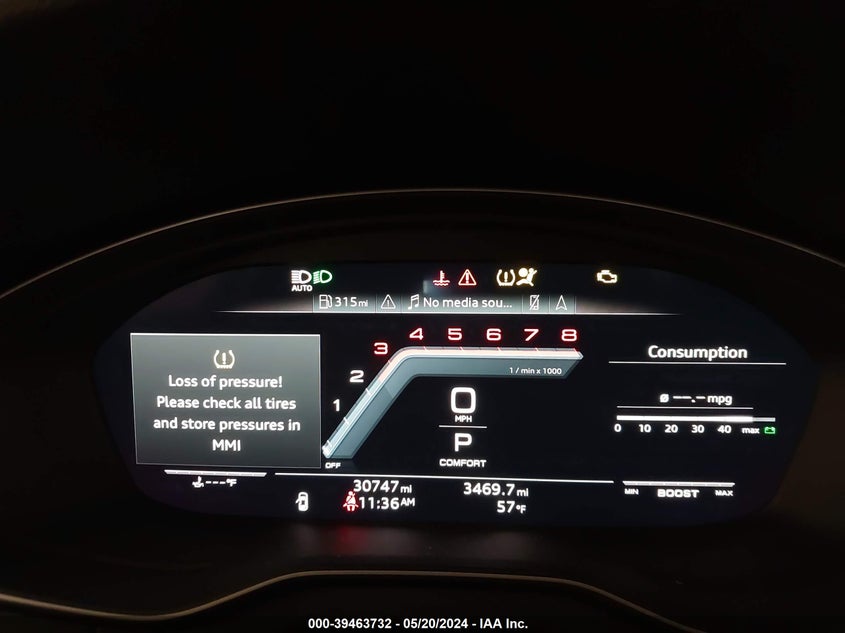 AUTO
315mi
No media sou...
Loss of pressure!
Please check all tires
and store pressures in
MMI
1
2
3
4
5
6
7
8
1 / min x 1000
OFF
0
MPH
P
COMFORT
Consumption
ø --.- mpg
0 10 20 30 40 max
---°F
30747mi
3469.7mi
11:36AM
57°F
MIN BOOST MAX
000-39463732 - 05/20/2024 - IAA Inc.